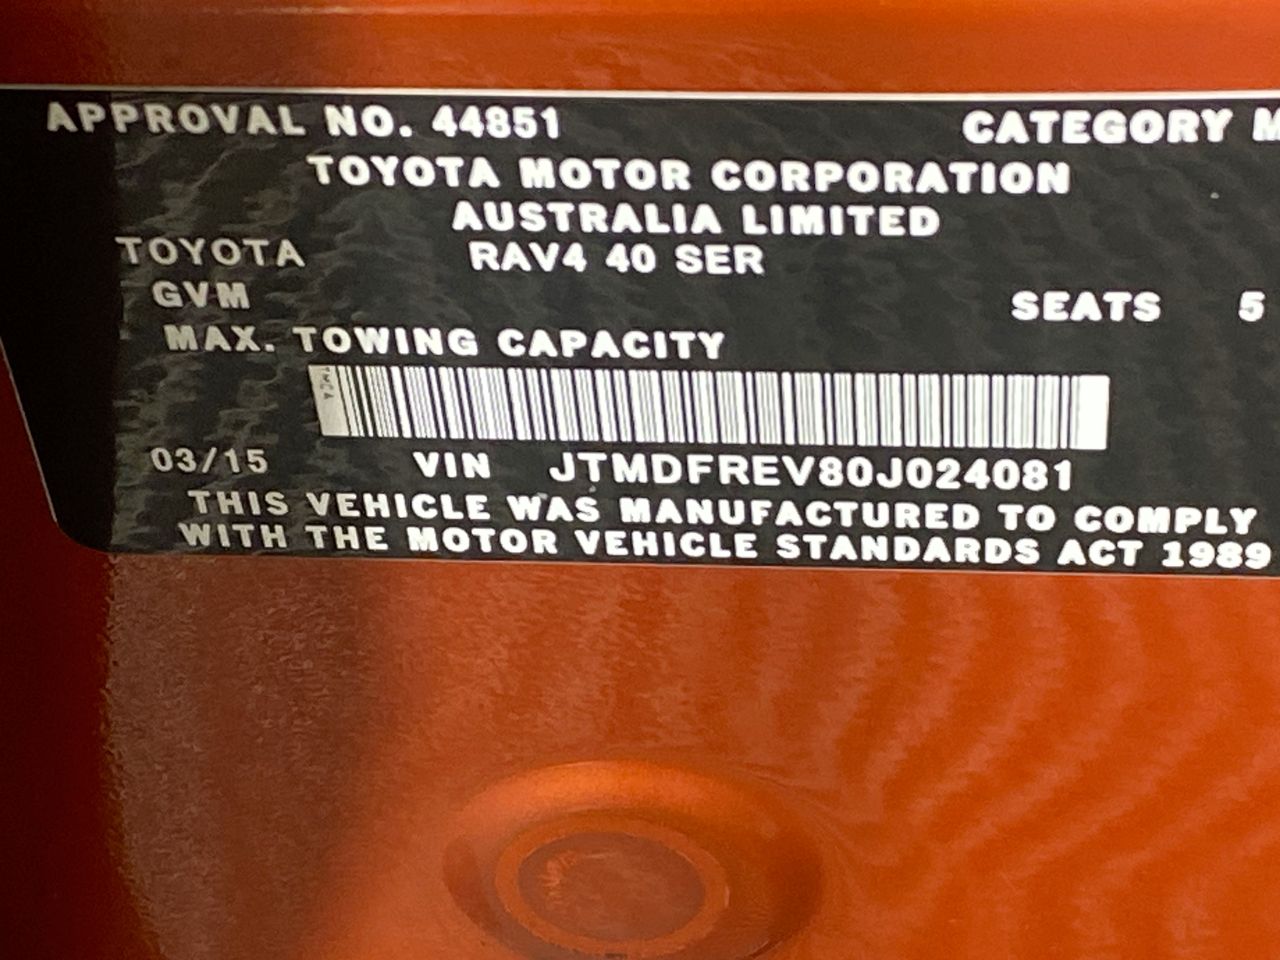 APPROVAL NO. 44851 CATEGORY M
TOYOTA MOTOR CORPORATION
AUSTRALIA LIMITED
TOYOTA RAV4 40 SER
GVM SEATS 5
MAX. TOWING CAPACITY
TMCA
03/15 VIN JTMDFREV80J024081
THIS VEHICLE WAS MANUFACTURED TO COMPLY
WITH THE MOTOR VEHICLE STANDARDS ACT 1989